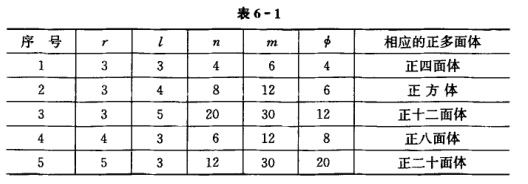 表 6-1
序 号 r l n m ϕ 相应的正多面体
1 3 3 4 6 4 正四面体
2 3 4 8 12 6 正方体
3 3 5 20 30 12 正十二面体
4 4 3 6 12 8 正八面体
5 5 3 12 30 20 正二十面体